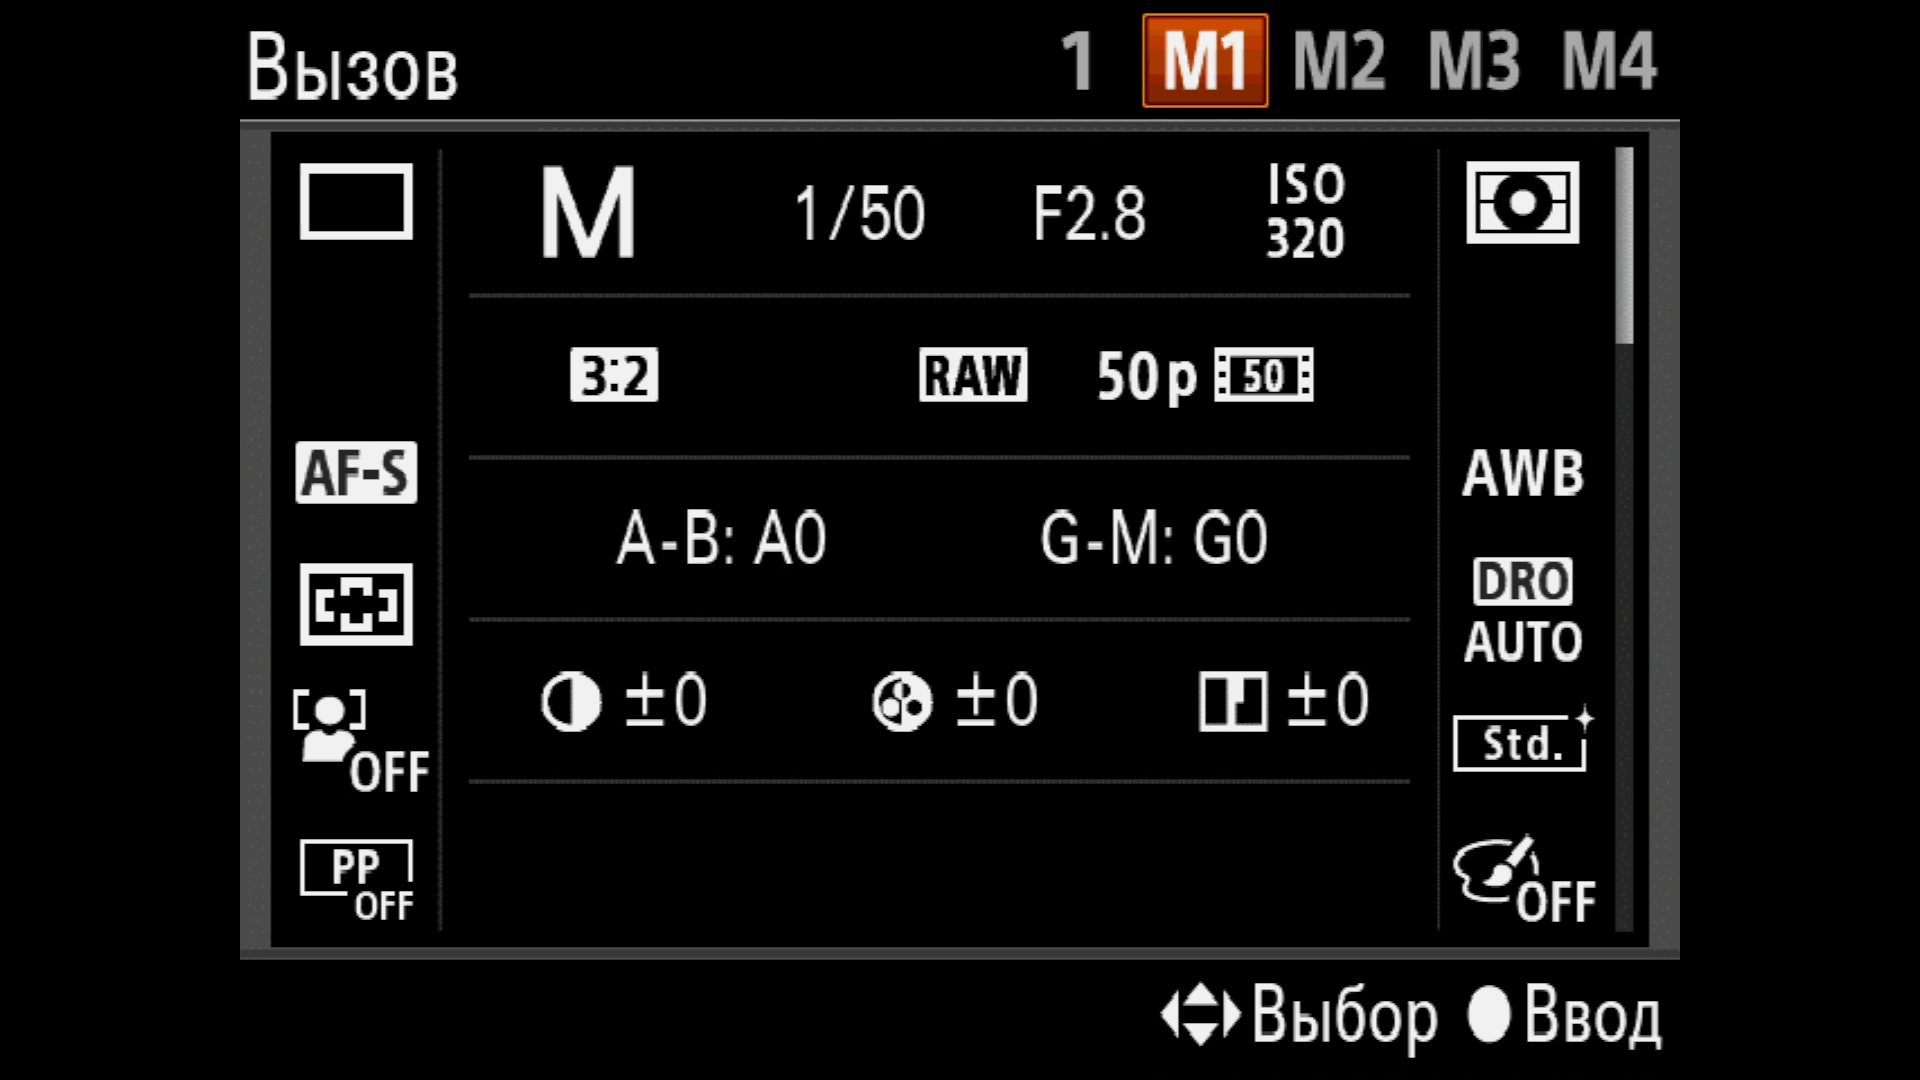 Вызов 1 M1 M2 M3 M4
M 1/50 F2.8 ISO 320
3:2 RAW 50p 50
AF-S AWB
A-B: A0 G-M: G0
DRO AUTO
±0 ±0 ±0
OFF Std.
PP OFF OFF
Выбор Ввод